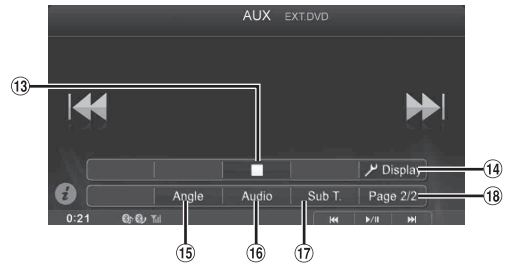 AUX EXT.DVD
13
Display
14
Angle Audio Sub T. Page 2/2
18
0:21
15
16
17